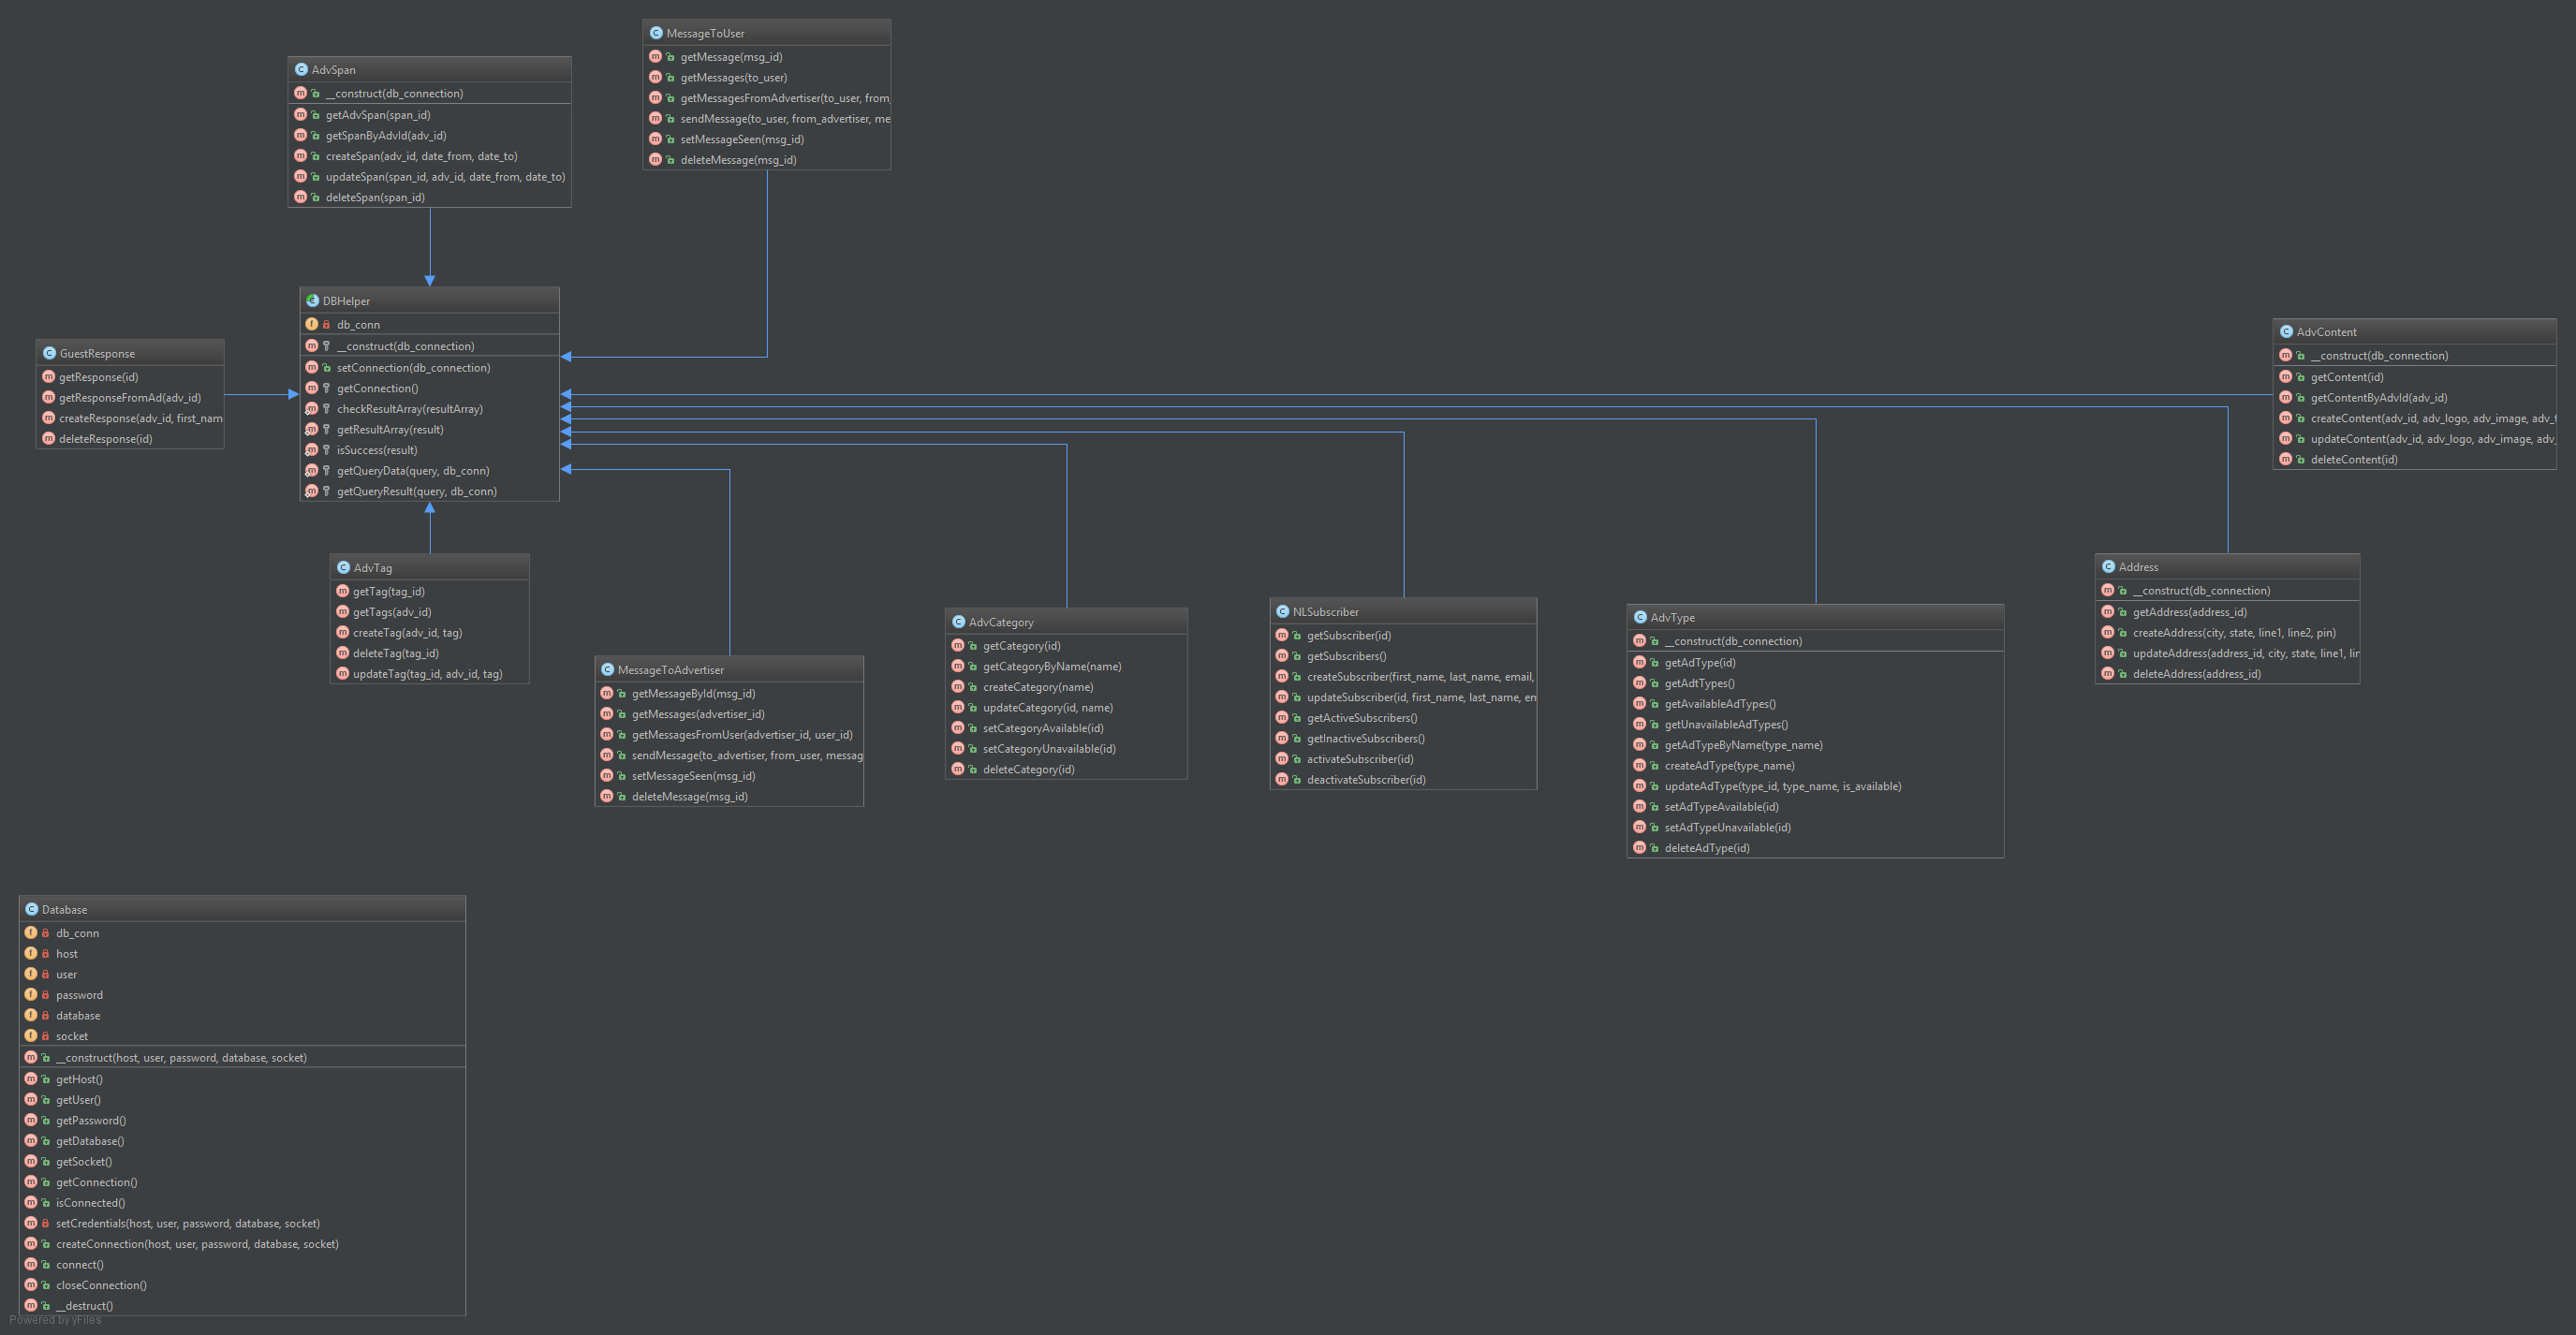 MessageToUser
getMessage(msg_id)
getMessages(to_user)
getMessagesFromAdvertiser(to_user, from_
sendMessage(to_user, from_advertiser, me
setMessageSeen(msg_id)
deleteMessage(msg_id)
AdvSpan
__construct(db_connection)
getAdvSpan(span_id)
getSpanByAdvId(adv_id)
createSpan(adv_id, date_from, date_to)
updateSpan(span_id, adv_id, date_from, date_to)
deleteSpan(span_id)
DBHelper
db_conn
__construct(db_connection)
setConnection(db_connection)
getConnection()
checkResultArray(resultArray)
getResultArray(result)
isSuccess(result)
getQueryData(query, db_conn)
getQueryResult(query, db_conn)
GuestResponse
getResponse(id)
getResponseFromAd(adv_id)
createResponse(adv_id, first_nam
deleteResponse(id)
AdvContent
__construct(db_connection)
getContent(id)
getContentByAdvId(adv_id)
createContent(adv_id, adv_logo, adv_image, adv_t
updateContent(adv_id, adv_logo, adv_image, adv_
deleteContent(id)
AdvTag
getTag(tag_id)
getTags(adv_id)
createTag(adv_id, tag)
deleteTag(tag_id)
updateTag(tag_id, adv_id, tag)
MessageToAdvertiser
getMessageById(msg_id)
getMessages(advertiser_id)
getMessagesFromUser(advertiser_id, user_id)
sendMessage(to_advertiser, from_user, messag
setMessageSeen(msg_id)
deleteMessage(msg_id)
AdvCategory
getCategory(id)
getCategoryByName(name)
createCategory(name)
updateCategory(id, name)
setCategoryAvailable(id)
setCategoryUnavailable(id)
deleteCategory(id)
NLSubscriber
getSubscriber(id)
getSubscribers()
createSubscriber(first_name, last_name, email,
updateSubscriber(id, first_name, last_name, em
getActiveSubscribers()
getInactiveSubscribers()
activateSubscriber(id)
deactivateSubscriber(id)
AdvType
__construct(db_connection)
getAdType(id)
getAdtTypes()
getAvailableAdTypes()
getUnavailableAdTypes()
getAdTypeByName(type_name)
createAdType(type_name)
updateAdType(type_id, type_name, is_available)
setAdTypeAvailable(id)
setAdTypeUnavailable(id)
deleteAdType(id)
Address
__construct(db_connection)
getAddress(address_id)
createAddress(city, state, line1, line2, pin)
updateAddress(address_id, city, state, line1, lin
deleteAddress(address_id)
Database
db_conn
host
user
password
database
socket
__construct(host, user, password, database, socket)
getHost()
getUser()
getPassword()
getDatabase()
getSocket()
getConnection()
isConnected()
setCredentials(host, user, password, database, socket)
createConnection(host, user, password, database, socket)
connect()
closeConnection()
__destruct()
Powered by yFiles